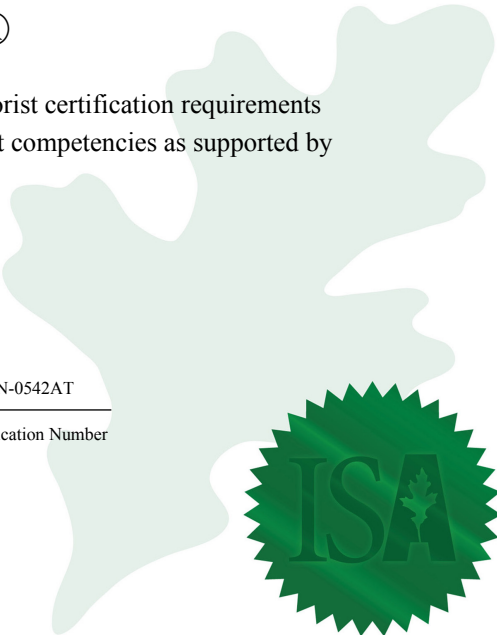 ®
orist certification requirements
t competencies as supported by
N-0542AT
cation Number
ISA